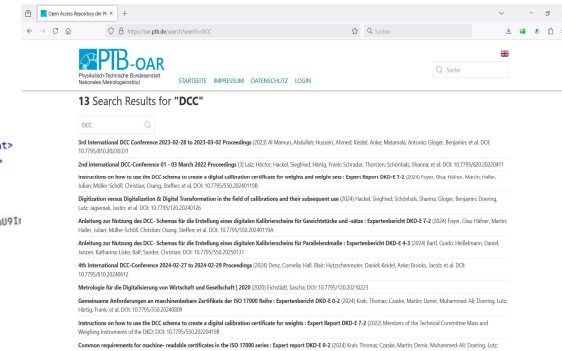 Open Access Repository of the Ph
https://oar.ptb.de/search?search=DCC
Suchen
PTB-OAR
Physikalisch-Technische Bundesanstalt
Nationales Metrologieinstitut
STARTSEITE IMPRESSUM DATENSCHUTZ LOGIN
Suche
13 Search Results for "DCC"
DCC
3rd International DCC Conference 2023-02-28 to 2023-03-02 Proceedings (2023) Al Mamun, Abdullah; Hussein, Ahmed; Keidel, Anke; Matamala, Antonio; Gloger, Benjamin; et al. DOI:
10.7795/810.20230331
2nd international DCC-Conference 01 - 03 March 2022 Proceedings (3) Laiz, Héctor; Hackel, Siegfried; Härtig, Frank; Schrader, Thorsten; Schönhals, Shanna; et al. DOI: 10.7795/820.20220411
Instructions on how to use the DCC schema to create a digital calibration certificate for weights and weight sets : Expert Report DKD-E 7-2 (2024) Foyer, Gisa; Häfner, Martin; Haller,
Julian; Müller-Schöll, Christian; Osang, Steffen; et al. DOI: 10.7795/550.20240119B
Digitization versus Digitalization & Digital Transformation in the field of calibrations and their subsequent use (2024) Hackel, Siegfried; Schönhals, Shanna; Gloger, Benjamin; Doering,
Lutz; Jagieniak, Justin; et al. DOI: 10.7795/120.20240126
Anleitung zur Nutzung des DCC- Schemas für die Erstellung eines digitalen Kalibrierscheins für Gewichtstücke und -sätze : Expertenbericht DKD-E 7-2 (2024) Foyer, Gisa; Häfner, Martin;
Haller, Julian; Müller-Schöll, Christian; Osang, Steffen; et al. DOI: 10.7795/550.20240119A
Anleitung zur Nutzung des DCC- Schemas für die Erstellung eines digitalen Kalibrierscheins für Parallelendmaße : Expertenbericht DKD-E 4-3 (2024) Bartl, Guido; Heißelmann, Daniel;
Janzen, Katharina; Liske, Ralf; Sander, Christian; DOI: 10.7795/550.20250131
4th International DCC-Conference 2024-02-27 to 2024-02-29 Proceedings (2024) Denz, Cornelia; Hall, Blair; Hutzschenreuter, Daniel; Keidel, Anke; Brooks, Jacob; et al. DOI:
10.7795/810.20240612
Metrologie für die Digitalisierung von Wirtschaft und Gesellschaft | 2020 (2020) Eichstädt, Sascha; DOI: 10.7795/120.20210223
Gemeinsame Anforderungen an maschinenlesbare Zertifikate der ISO 17000 Reihe : Expertenbericht DKD-E 0-2 (2024) Krah, Thomas; Czaske, Martin; Demir, Muhammed-Ali; Doering, Lutz;
Härtig, Frank; et al. DOI: 10.7795/550.20240809
Instructions on how to use the DCC schema to create a digital calibration certificate for weights : Expert Report DKD-E 7-2 (2022) Members of the Technical Committee Mass and
Weighing Instruments of the DKD; DOI: 10.7795/550.20220419B
Common requirements for machine- readable certificates in the ISO 17000 series : Expert report DKD-E 0-2 (2024) Krah, Thomas; Czaske, Martin; Demir, Muhammed-Ali; Doering, Lutz;